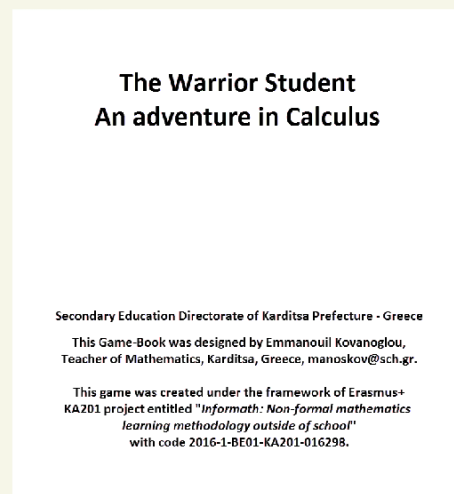 The Warrior Student
An adventure in Calculus
Secondary Education Directorate of Karditsa Prefecture - Greece
This Game-Book was designed by Emmanouil Kovanoglou,
Teacher of Mathematics, Karditsa, Greece, manoskov@sch.gr.
This game was created under the framework of Erasmus+
KA201 project entitled "Informath: Non-formal mathematics
learning methodology outside of school"
with code 2016-1-BE01-KA201-016298.